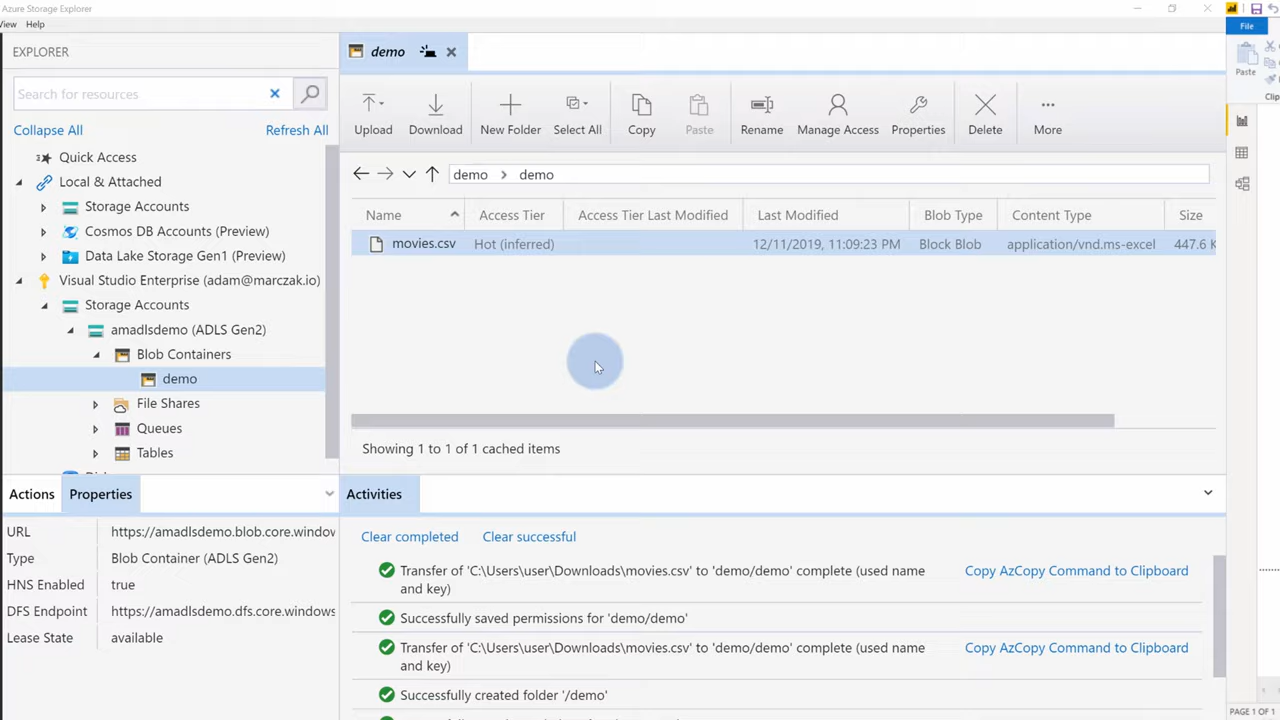 Azure Storage Explorer
View Help
File
EXPLORER
demo
Search for resources
Paste
Collapse All Refresh All
Upload Download New Folder Select All Copy Paste Rename Manage Access Properties Delete More
Quick Access
demo demo
Local & Attached
Storage Accounts
Name Access Tier Access Tier Last Modified Last Modified Blob Type Content Type Size
Cosmos DB Accounts (Preview)
movies.csv Hot (inferred) 12/11/2019, 11:09:23 PM Block Blob application/vnd.ms-excel 447.6 K
Data Lake Storage Gen1 (Preview)
Visual Studio Enterprise (adam@marczak.io)
Storage Accounts
amadlsdemo (ADLS Gen2)
Blob Containers
demo
File Shares
Queues
Tables
Showing 1 to 1 of 1 cached items
Actions Properties
URL https://amadlsdemo.blob.core.window
Type Blob Container (ADLS Gen2)
HNS Enabled true
DFS Endpoint https://amadlsdemo.dfs.core.windows
Lease State available
Activities
Clear completed Clear successful
Transfer of 'C:\Users\user\Downloads\movies.csv' to 'demo/demo' complete (used name
and key)
Copy AzCopy Command to Clipboard
Successfully saved permissions for 'demo/demo'
Transfer of 'C:\Users\user\Downloads\movies.csv' to 'demo/demo' complete (used name
and key)
Copy AzCopy Command to Clipboard
Successfully created folder '/demo'
PAGE 1 OF 1